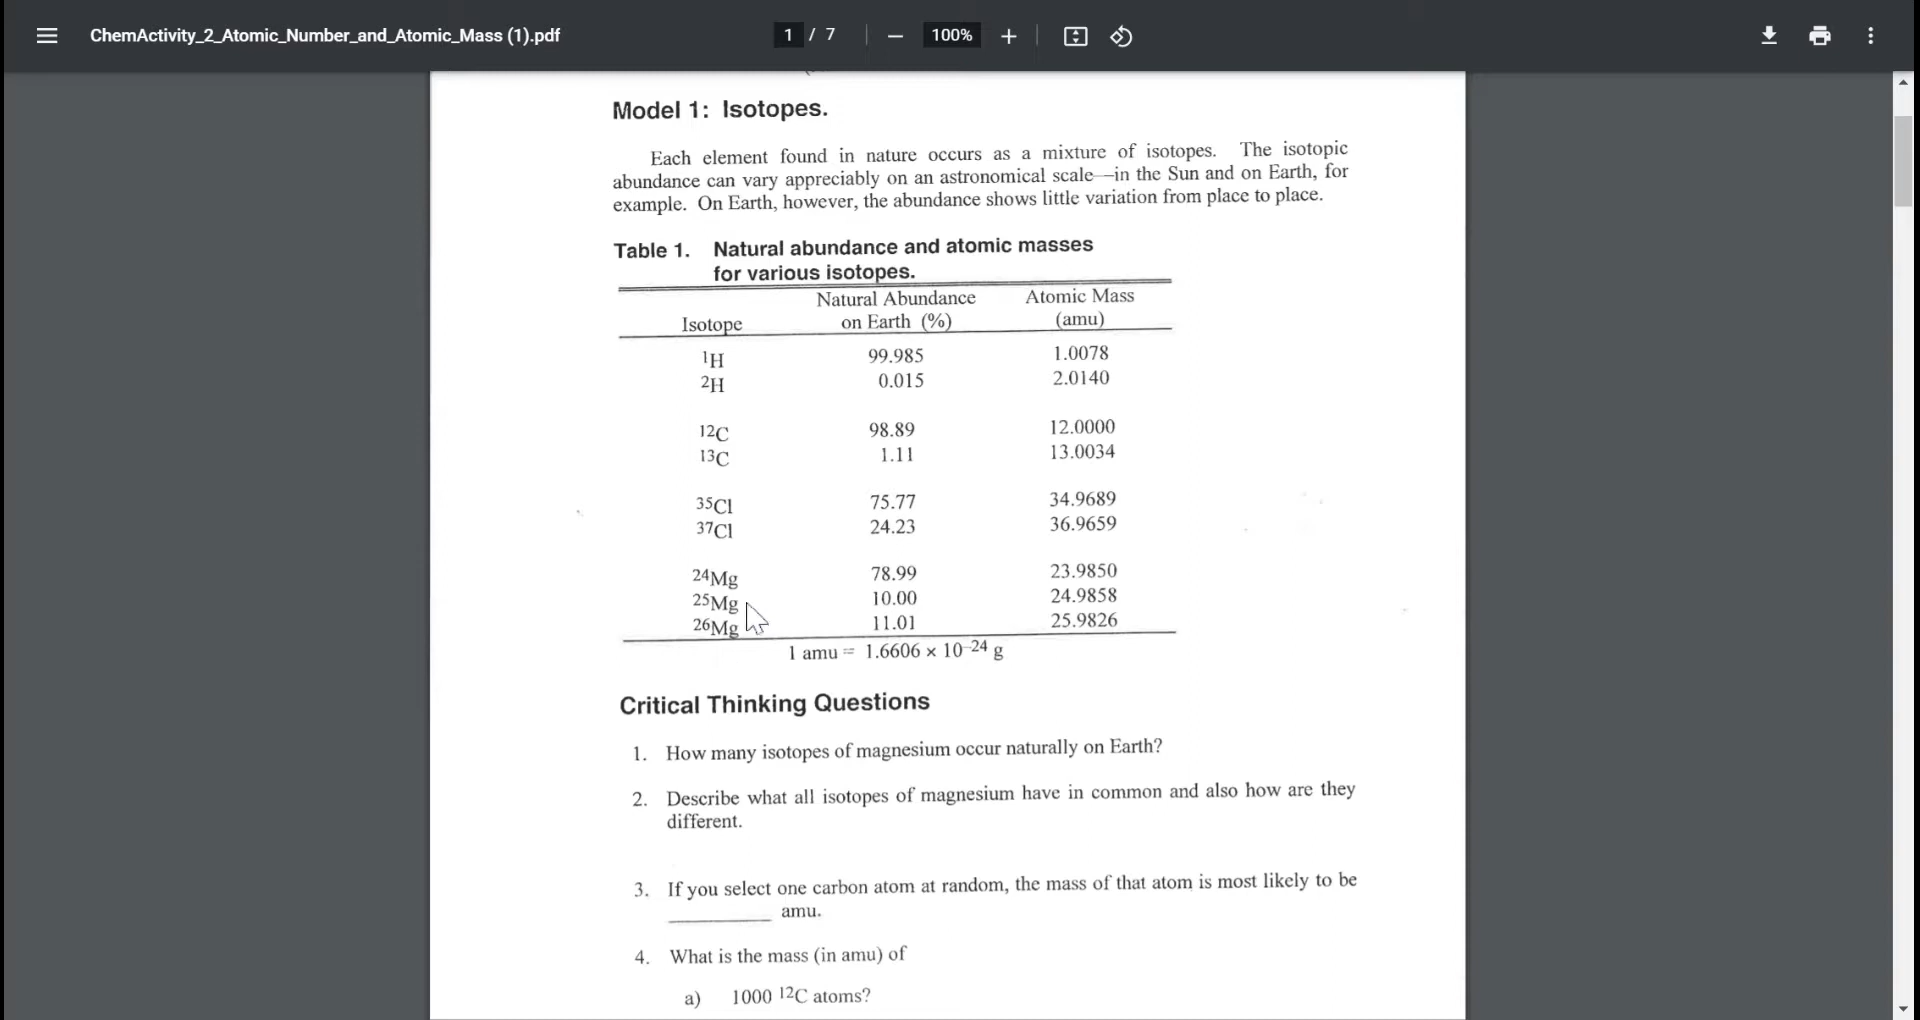 ChemActivity_2_Atomic_Number_and_Atomic_Mass (1).pdf
1 / 7
100%
Model 1: Isotopes.
Each element found in nature occurs as a mixture of isotopes. The isotopic
abundance can vary appreciably on an astronomical scale—in the Sun and on Earth, for
example. On Earth, however, the abundance shows little variation from place to place.
Table 1. Natural abundance and atomic masses
for various isotopes.
Natural Abundance Atomic Mass
Isotope on Earth (%) (amu)
¹H 99.985 1.0078
²H 0.015 2.0140
¹²C 98.89 12.0000
¹³C 1.11 13.0034
³⁵Cl 75.77 34.9689
³⁷Cl 24.23 36.9659
²⁴Mg 78.99 23.9850
²⁵Mg 10.00 24.9858
²⁶Mg 11.01 25.9826
1 amu = 1.6606 × 10⁻²⁴ g
Critical Thinking Questions
1. How many isotopes of magnesium occur naturally on Earth?
2. Describe what all isotopes of magnesium have in common and also how are they
different.
3. If you select one carbon atom at random, the mass of that atom is most likely to be
__________ amu.
4. What is the mass (in amu) of
a) 1000 ¹²C atoms?